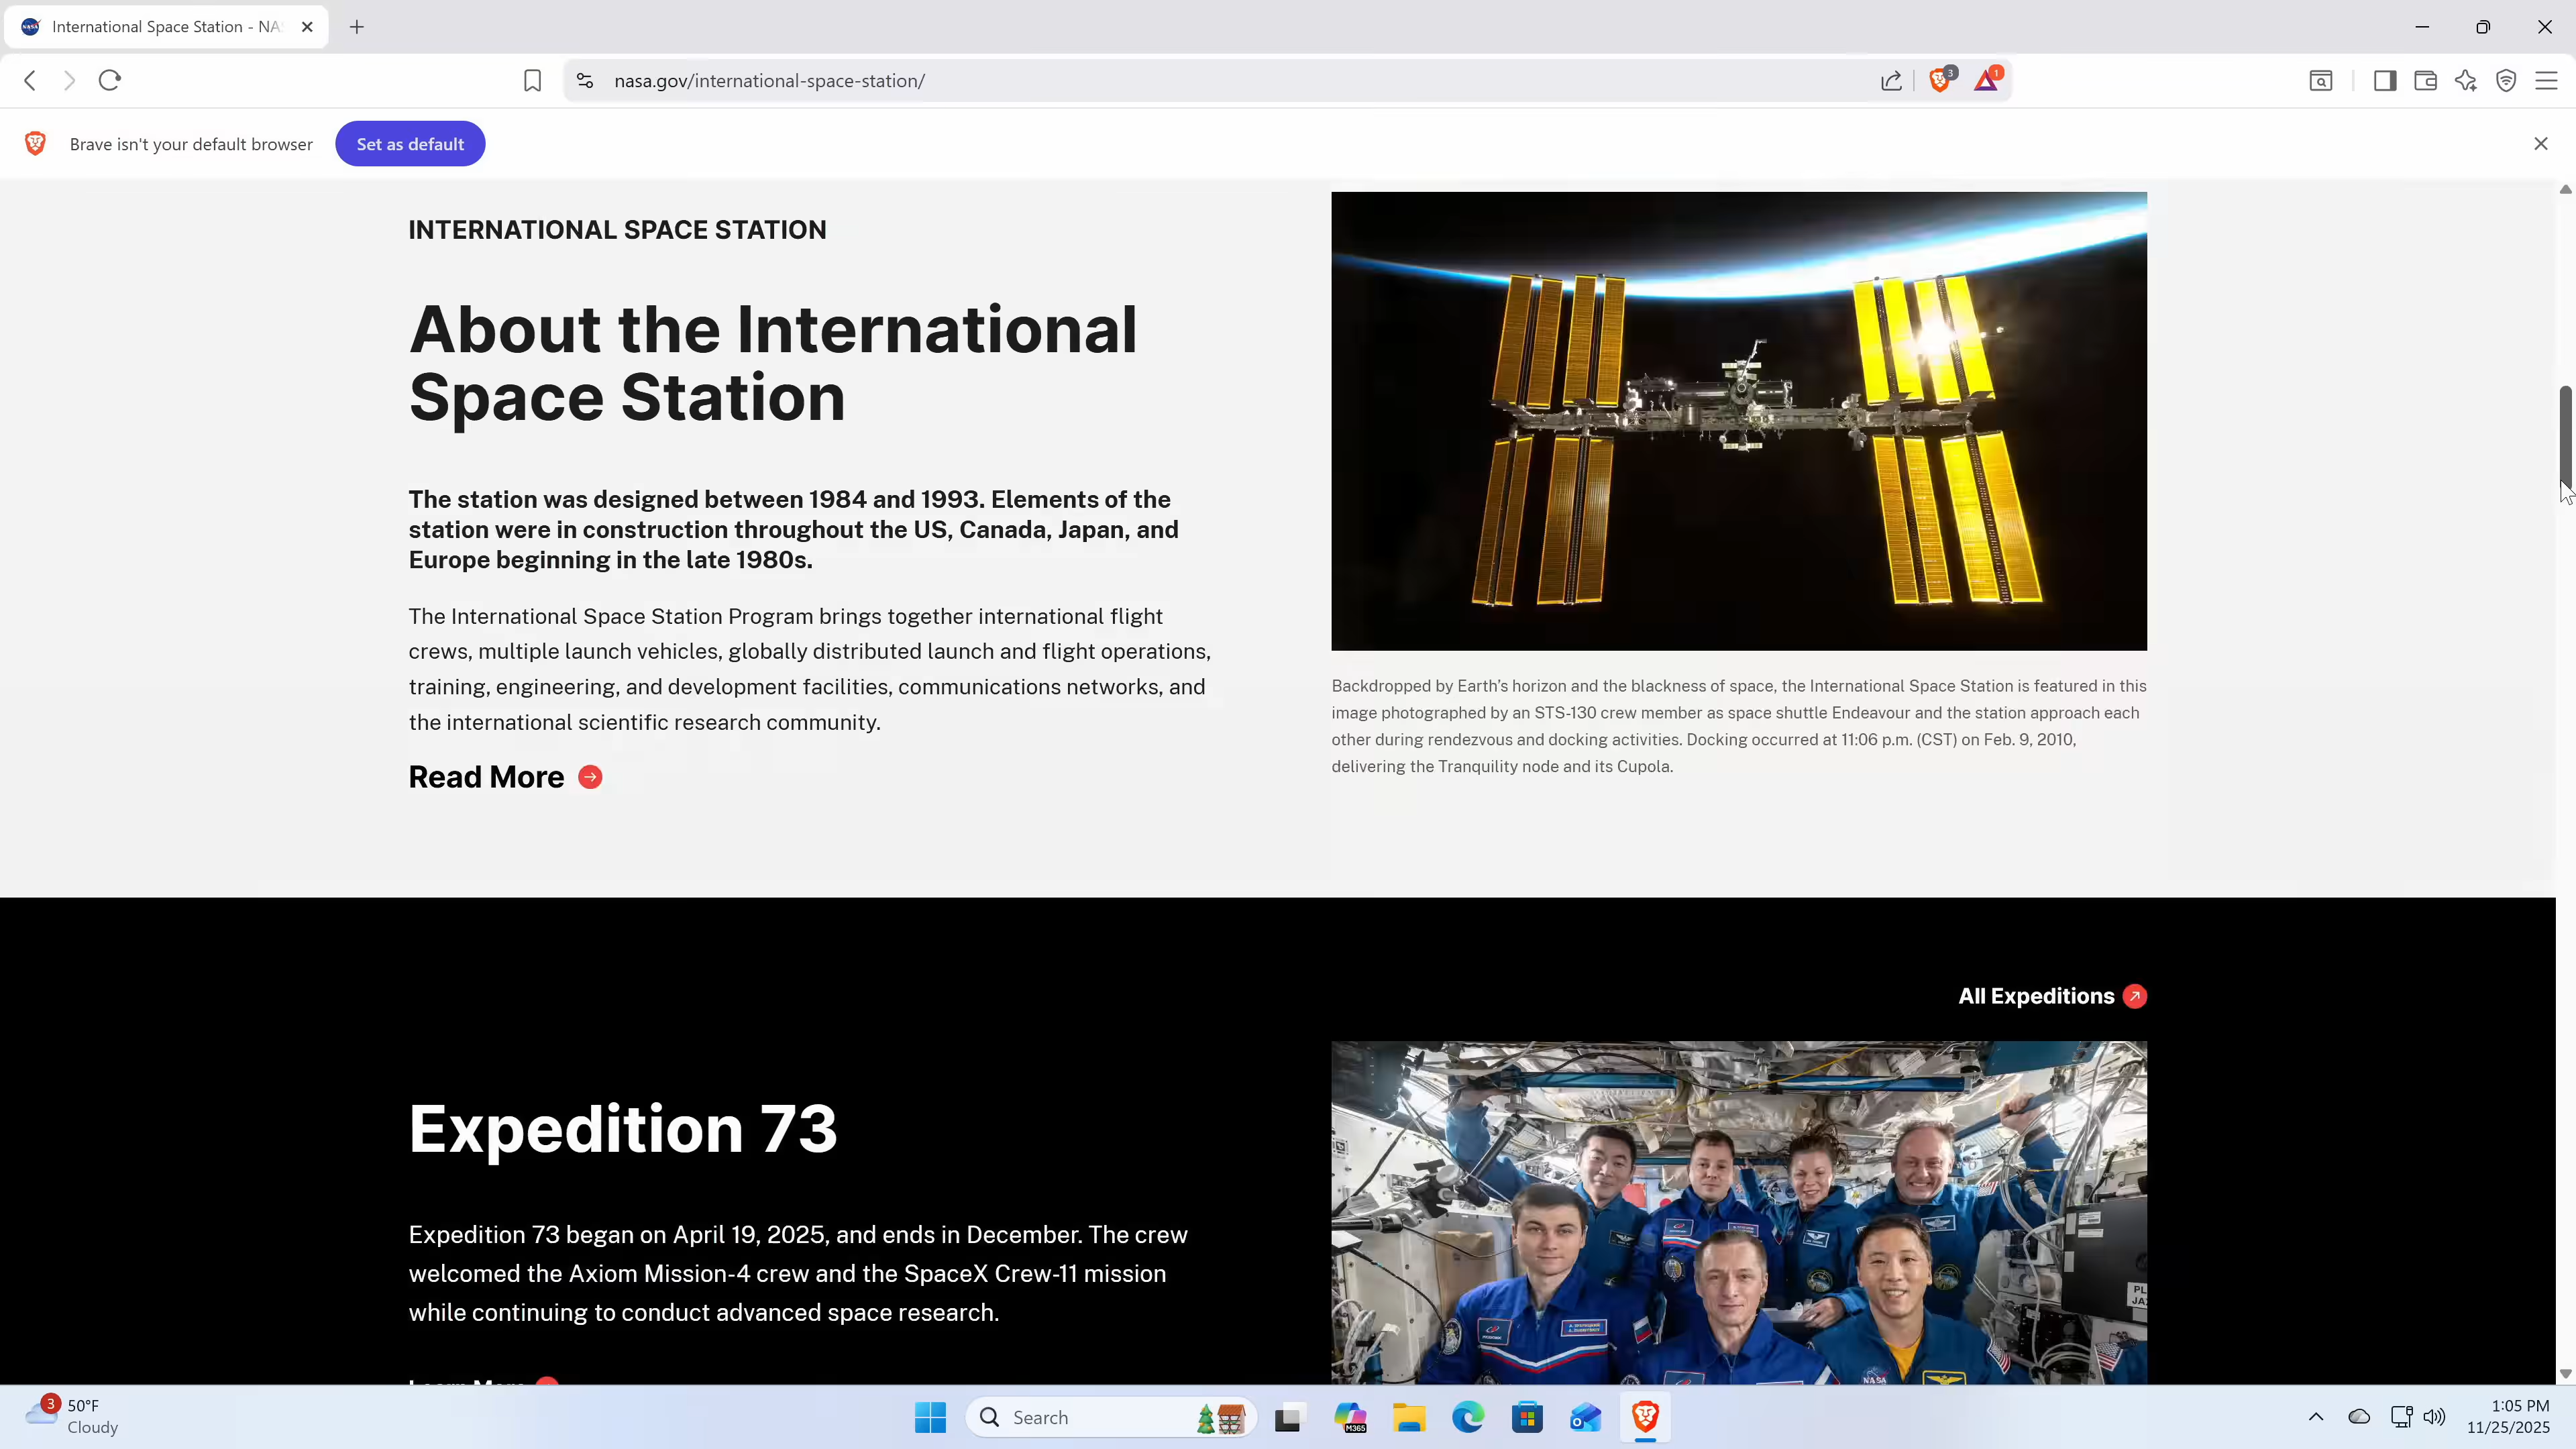 International Space Station - NA
nasa.gov/international-space-station/
3
1
Brave isn't your default browser
Set as default
INTERNATIONAL SPACE STATION
About the International
Space Station
The station was designed between 1984 and 1993. Elements of the
station were in construction throughout the US, Canada, Japan, and
Europe beginning in the late 1980s.
The International Space Station Program brings together international flight
crews, multiple launch vehicles, globally distributed launch and flight operations,
training, engineering, and development facilities, communications networks, and
the international scientific research community.
Read More
Backdropped by Earth's horizon and the blackness of space, the International Space Station is featured in this
image photographed by an STS-130 crew member as space shuttle Endeavour and the station approach each
other during rendezvous and docking activities. Docking occurred at 11:06 p.m. (CST) on Feb. 9, 2010,
delivering the Tranquility node and its Cupola.
All Expeditions
Expedition 73
Expedition 73 began on April 19, 2025, and ends in December. The crew
welcomed the Axiom Mission-4 crew and the SpaceX Crew-11 mission
while continuing to conduct advanced space research.
Learn More
NASA
3
50°F
Cloudy
Search
M365
1:05 PM
11/25/2025